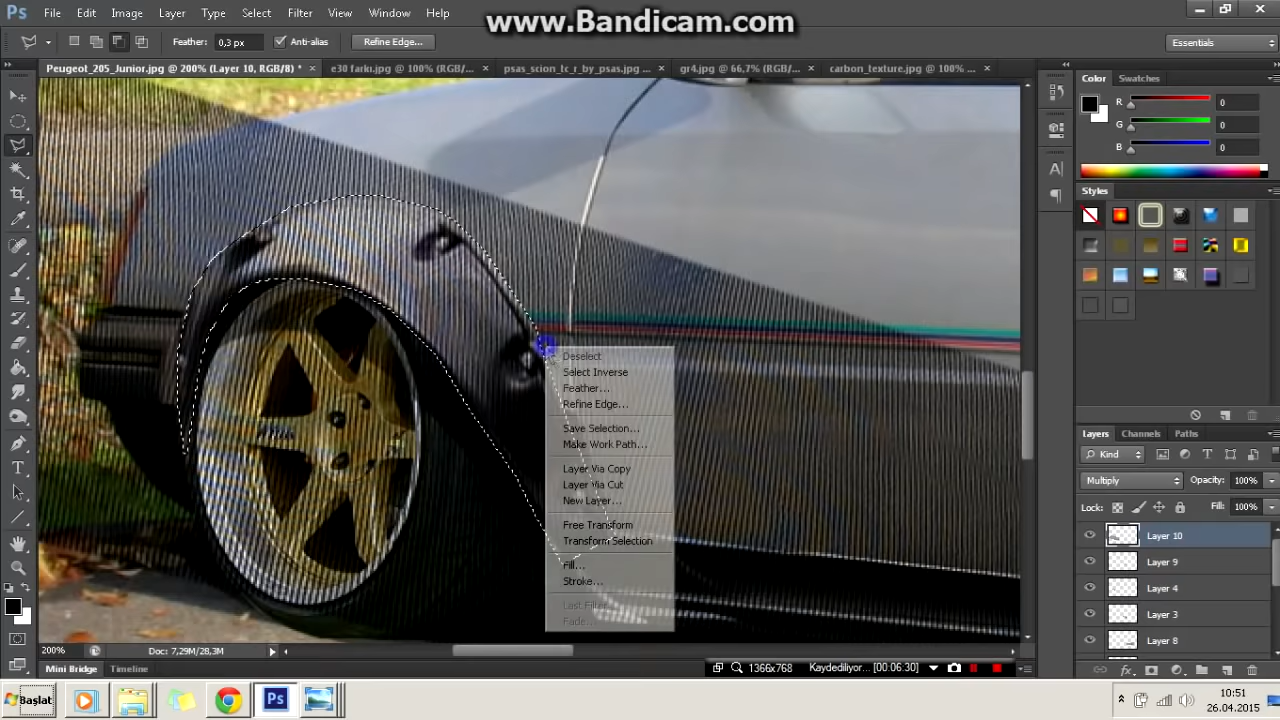 www.Bandicam.com
Ps File Edit Image Layer Type Select Filter View Window Help
Feather: 0,3 px Anti-alias Refine Edge... Essentials
Peugeot_205_Junior.jpg @ 200% (Layer 10, RGB/8) * × e30 farkı.jpg @ 100% (RGB/... × psas_scion_tc_r_by_psas.jpg ... × gr4.jpg @ 66,7% (RGB/8) × carbon_texture.jpg @ 100% ... ×
Color Swatches
R 0
G 0
B 0
Styles
Deselect
Select Inverse
Feather...
Refine Edge...
Save Selection...
Make Work Path...
Layer Via Copy
Layer Via Cut
New Layer...
Free Transform
Transform Selection
Fill...
Stroke...
Last Filter
Fade...
Layers Channels Paths
Kind
Multiply Opacity: 100%
Lock: Fill: 100%
Layer 10
Layer 9
Layer 4
Layer 3
Layer 8
200% Doc: 7,29M/28,3M
Mini Bridge Timeline
1366x768 Kaydediliyor... [00:06:30]
Başlat
Ps
10:51
26.04.2015